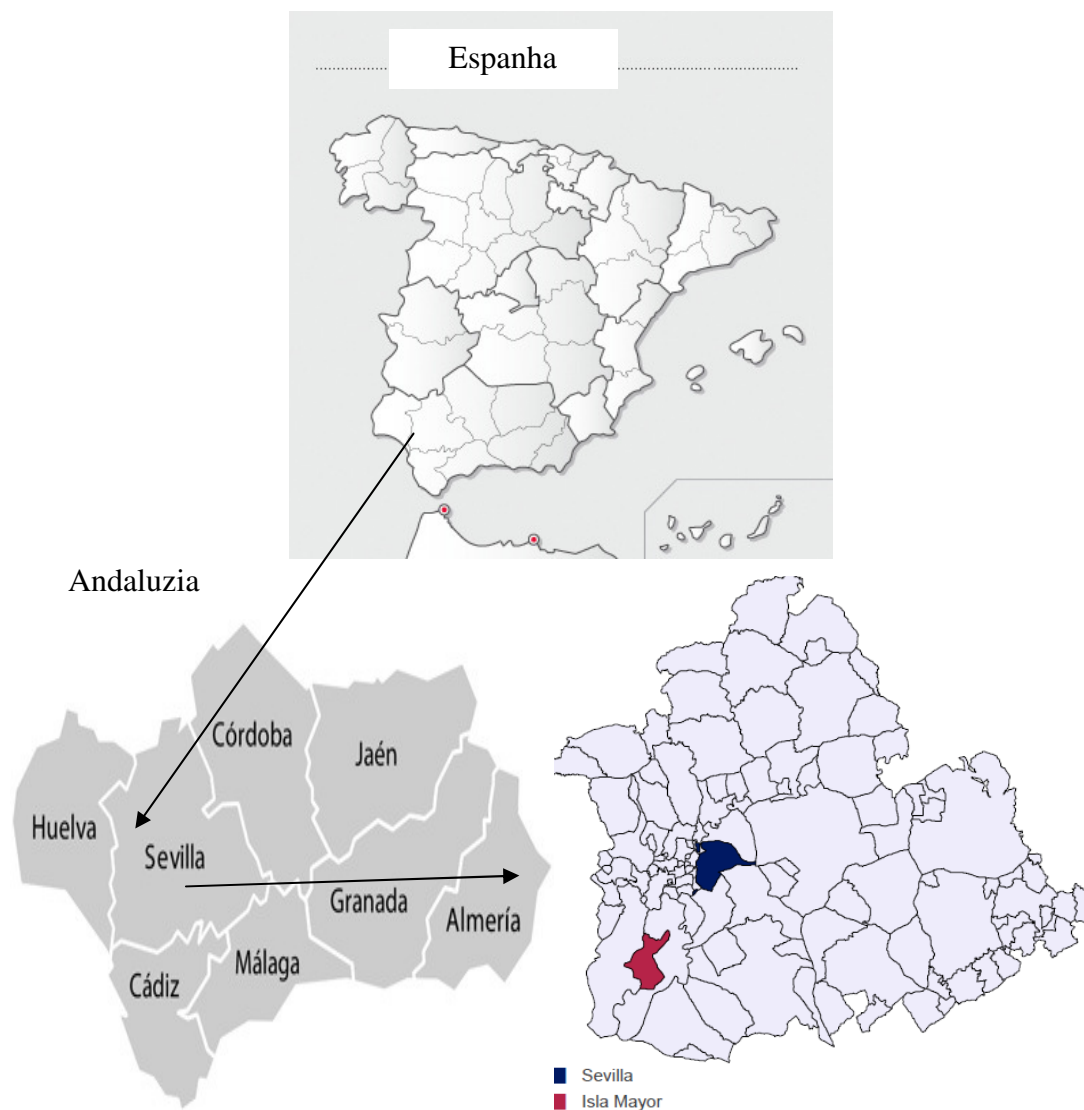 Espanha
Andaluzia
Córdoba
Jaén
Huelva
Sevilla
Granada
Almería
Málaga
Cádiz
Sevilla
Isla Mayor